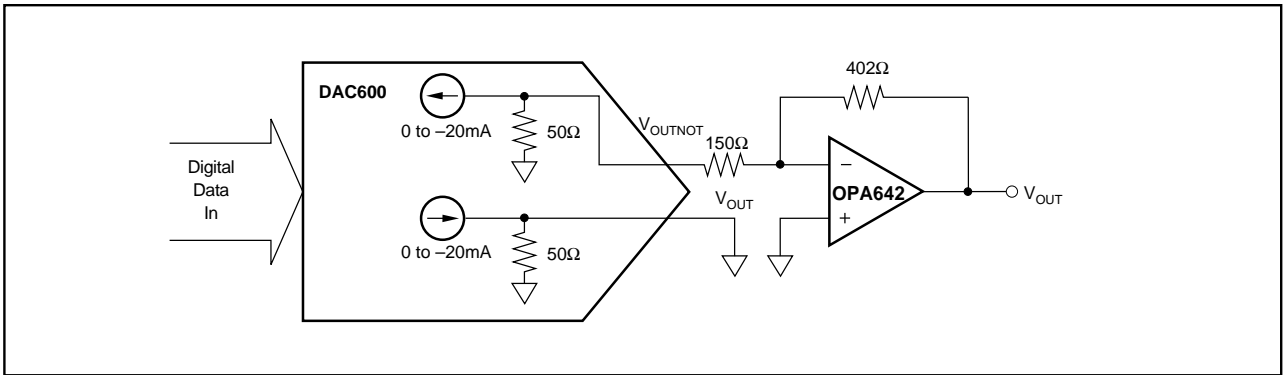 402Ω
DAC600
0 to –20mA
50Ω
V_OUTNOT
150Ω
Digital
Data
In
–
V_OUT
OPA642
V_OUT
+
0 to –20mA
50Ω